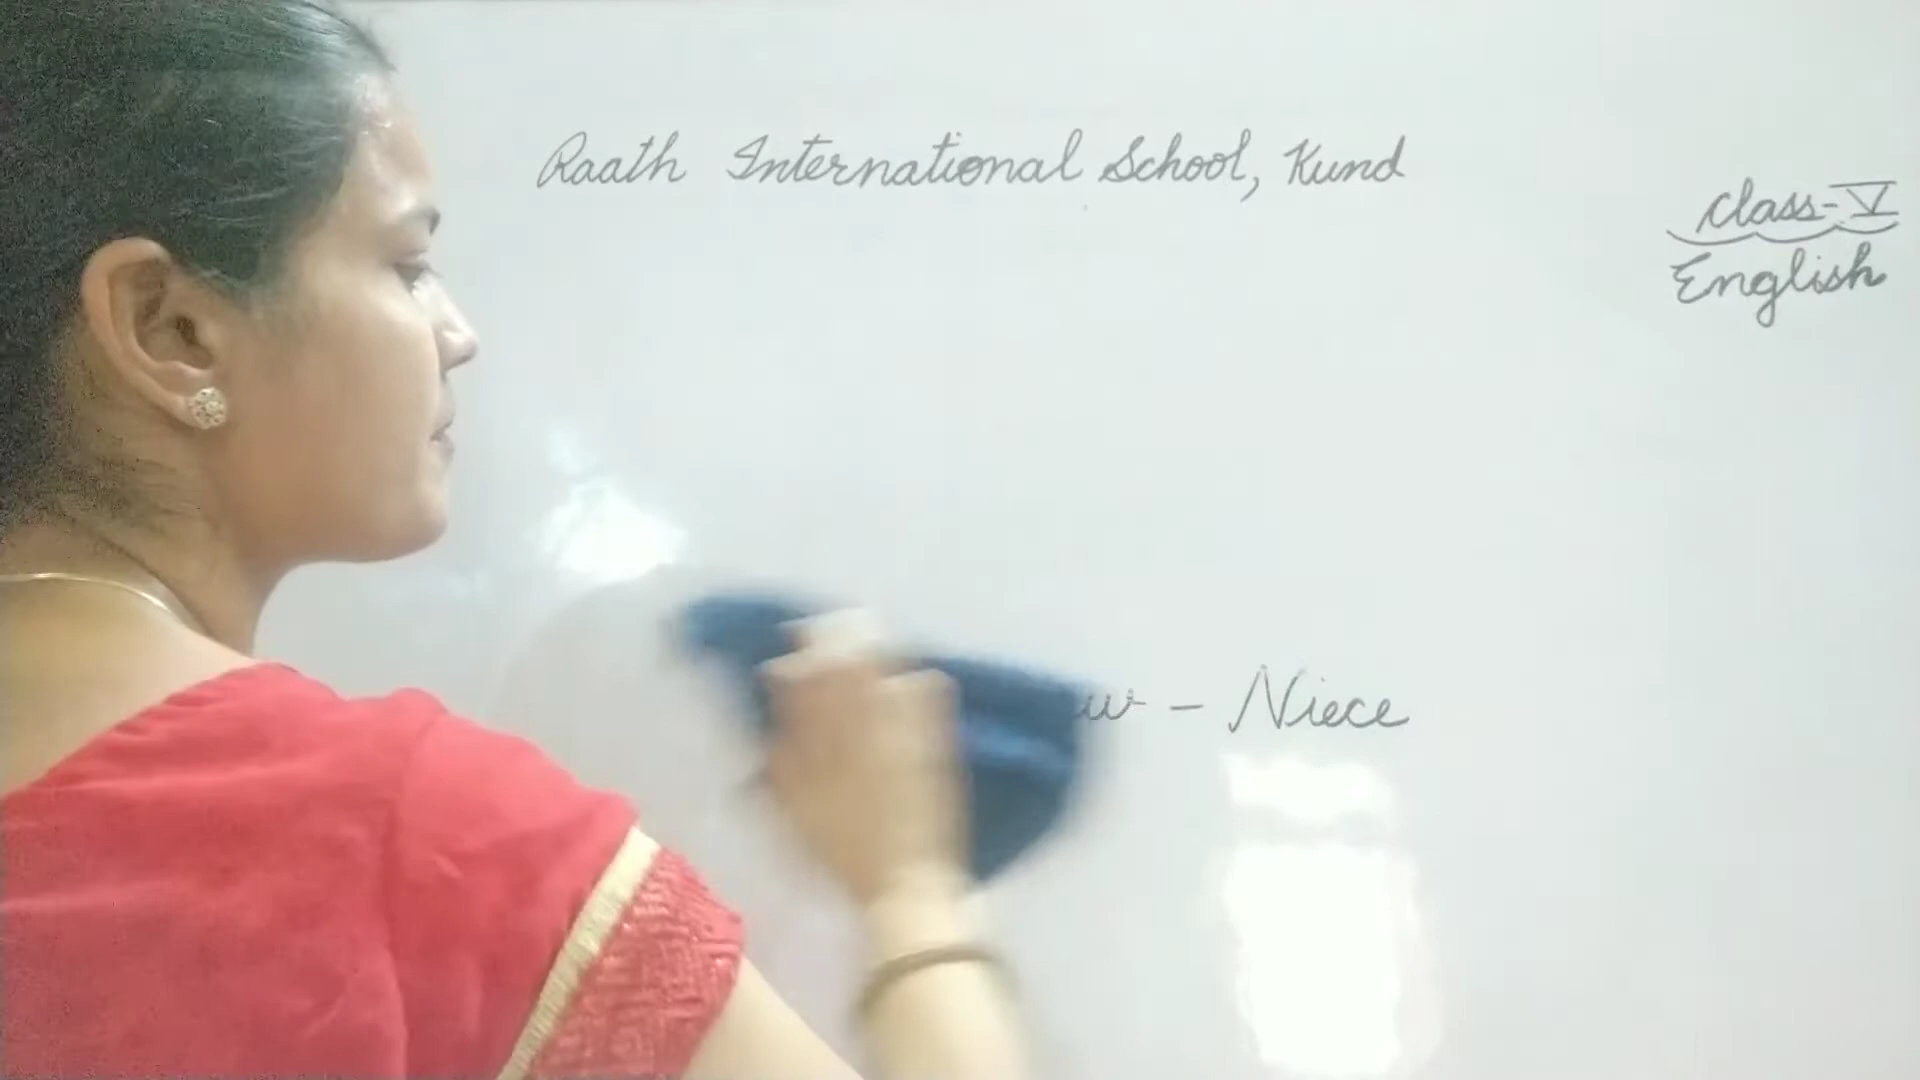 Raath International School, Kund
Class-V
English
- Niece